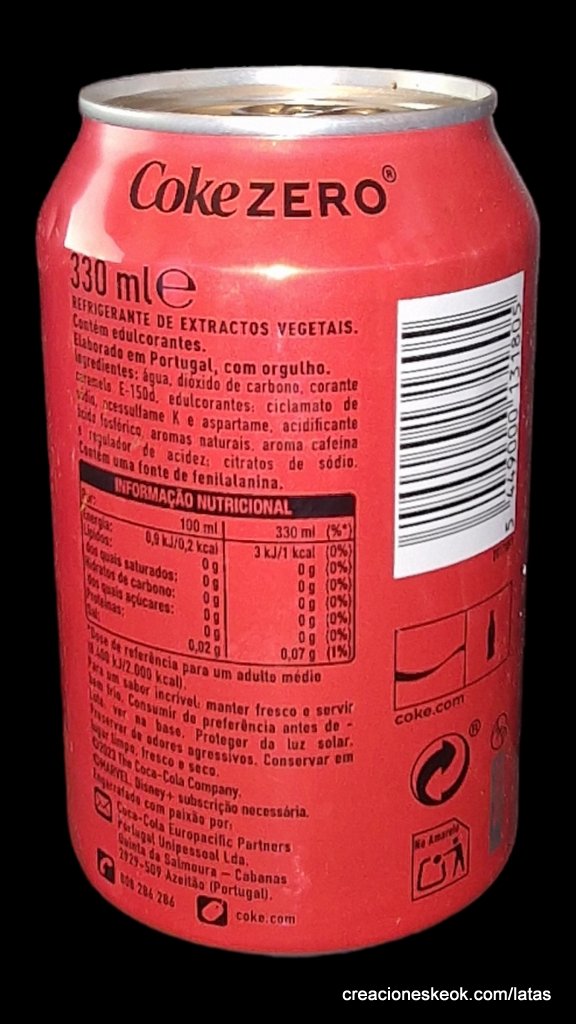 Coke ZERO®
330 ml ℮
REFRIGERANTE DE EXTRACTOS VEGETAIS.
Contém edulcorantes.
Elaborado em Portugal, com orgulho.
Ingredientes: água, dióxido de carbono, corante
caramelo E-150d, edulcorantes: ciclamato de
sódio, acessulfame K e aspartame, acidificante
ácido fosfórico, aromas naturais, aroma cafeína
e regulador de acidez: citratos de sódio.
Contém uma fonte de fenilalanina.
INFORMAÇÃO NUTRICIONAL
Por: 100 ml 330 ml (%*)
Energia: 0,9 kJ/0,2 kcal 3 kJ/1 kcal (0%)
Lípidos: 0 g 0 g (0%)
dos quais saturados: 0 g 0 g (0%)
Hidratos de carbono: 0 g 0 g (0%)
dos quais açúcares: 0 g 0 g (0%)
Proteínas: 0 g 0 g (0%)
Sal: 0,02 g 0,07 g (1%)
*Dose de referência para um adulto médio
(8.400 kJ/2.000 kcal).
Para um sabor incrível: manter fresco e servir
bem frio. Consumir de preferência antes de -
Lote: ver na base. Proteger da luz solar.
Preservar de odores agressivos. Conservar em
lugar limpo, fresco e seco.
©2023 The Coca-Cola Company.
©MARVEL. Disney+ subscrição necessária.
Engarrafado com paixão por:
Coca-Cola Europacific Partners
Portugal Unipessoal Lda.
Quinta da Salmoura – Cabanas
2929-509 Azeitão (Portugal).
808 286 286
coke.com
5 449000 131805
coke.com
®
No Amarelo
creacioneskeok.com/latas